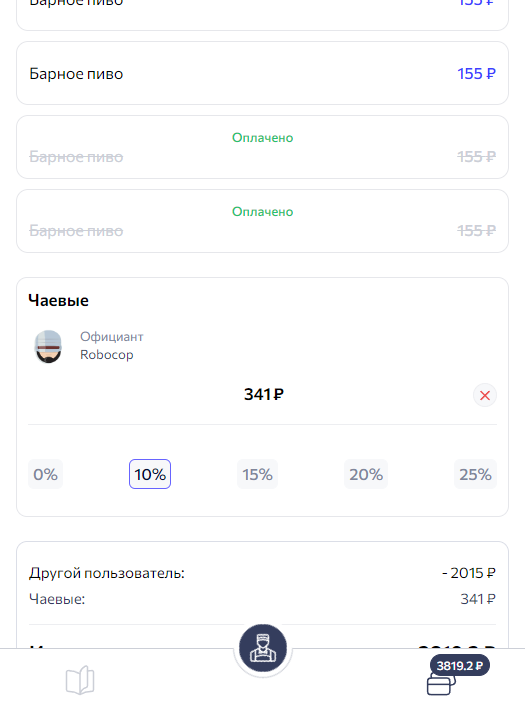 Барное пиво 155 ₽
Барное пиво 155 ₽
Оплачено
Барное пиво 155 ₽
Оплачено
Барное пиво 155 ₽
Чаевые
Официант
Robocop
341 ₽
0% 10% 15% 20% 25%
Другой пользователь: - 2015 ₽
Чаевые: 341 ₽
3819.2 ₽